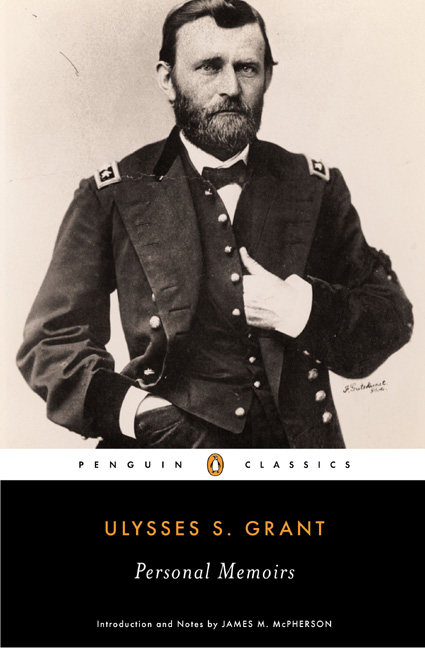 PENGUIN CLASSICS
ULYSSES S. GRANT
Personal Memoirs
Introduction and Notes by JAMES M. McPHERSON